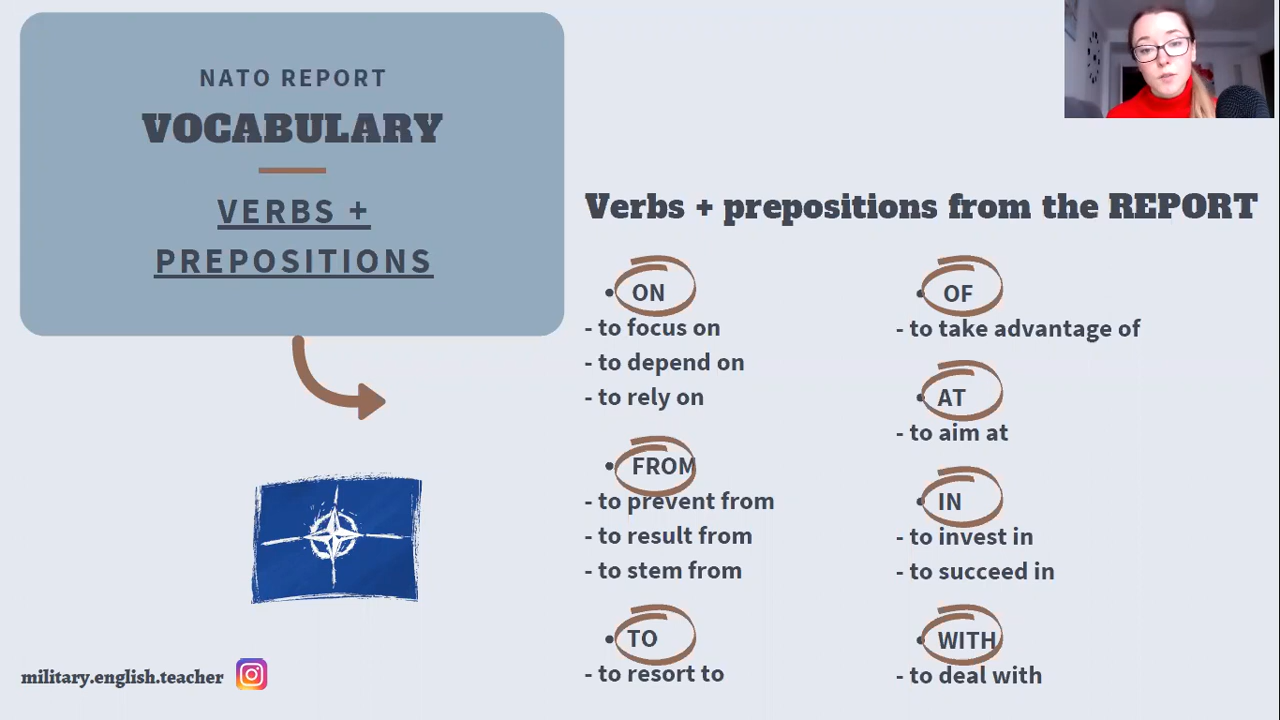 NATO REPORT
VOCABULARY
VERBS +
PREPOSITIONS
military.english.teacher
Verbs + prepositions from the REPORT
• ON
- to focus on
- to depend on
- to rely on
• FROM
- to prevent from
- to result from
- to stem from
• TO
- to resort to
• OF
- to take advantage of
• AT
- to aim at
• IN
- to invest in
- to succeed in
• WITH
- to deal with